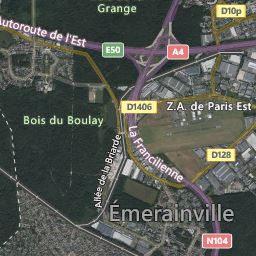 Grange
D10p
Autoroute de l'Est
E50
A4
D1406
Z.A. de Paris Est
Bois du Boulay
La Francilienne
Allée de la Briarde
D128
Émerainville
N104